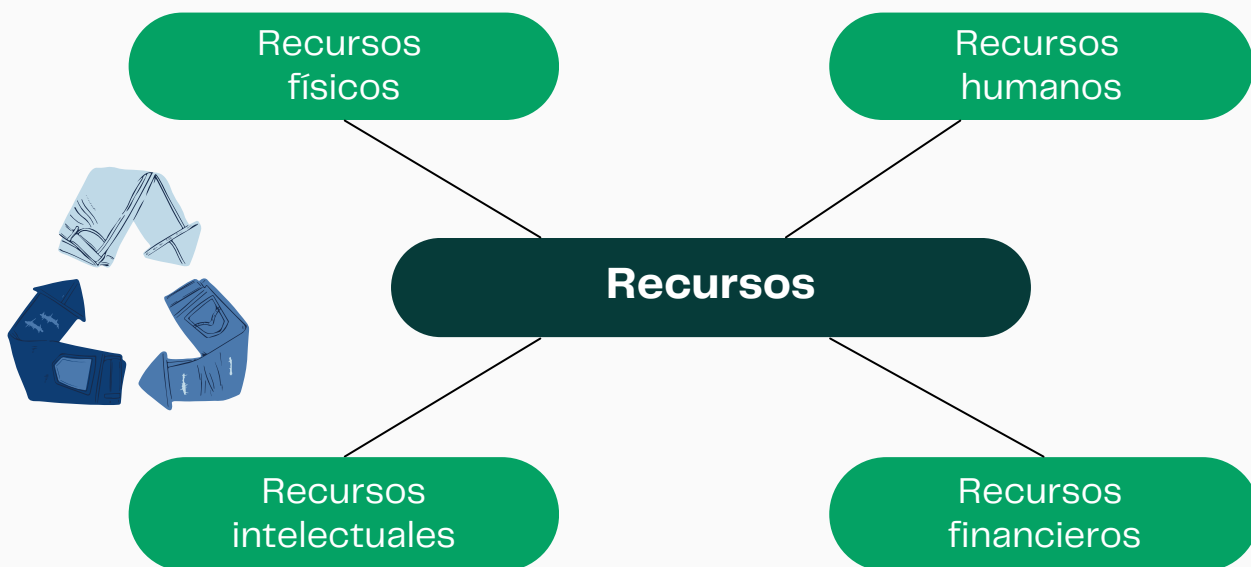 Recursos
físicos
Recursos
humanos
Recursos
Recursos
intelectuales
Recursos
financieros